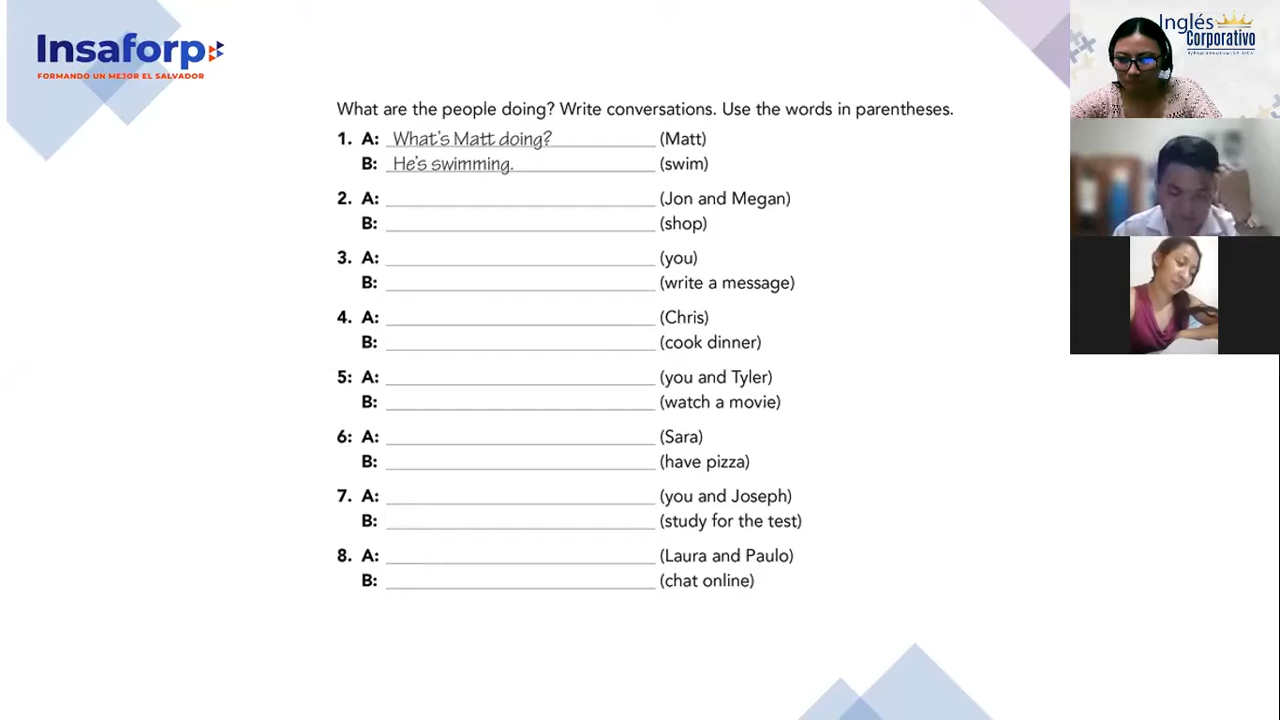 Insaforp
FORMANDO UN MEJOR EL SALVADOR
Inglés
Corporativo
What are the people doing? Write conversations. Use the words in parentheses.
1. A: What's Matt doing? (Matt)
B: He's swimming. (swim)
2. A: (Jon and Megan)
B: (shop)
3. A: (you)
B: (write a message)
4. A: (Chris)
B: (cook dinner)
5: A: (you and Tyler)
B: (watch a movie)
6: A: (Sara)
B: (have pizza)
7. A: (you and Joseph)
B: (study for the test)
8. A: (Laura and Paulo)
B: (chat online)